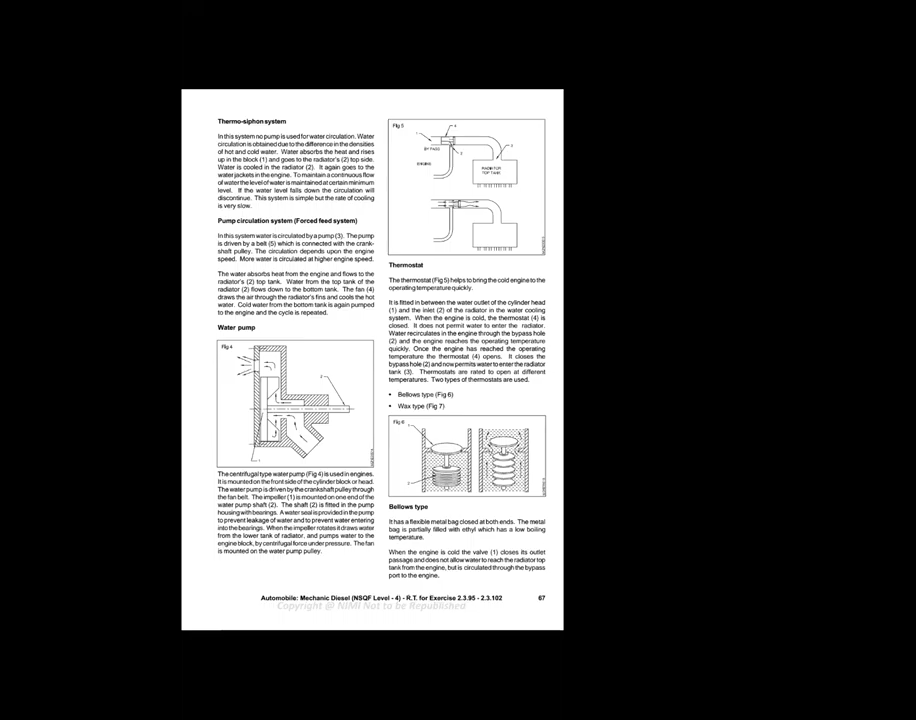 Thermo-siphon system
In this system no pump is used for water circulation. Water
circulation is obtained due to the difference in the densities
of hot and cold water. Water absorbs the heat and rises
up in the block (1) and goes to the radiator's (2) top side.
Water is cooled in the radiator (2). It again goes to the
water jackets in the engine. To maintain a continuous flow
of water the level of water is maintained at certain minimum
level. If the water level falls down the circulation will
discontinue. This system is simple but the rate of cooling
is very slow.
Pump circulation system (Forced feed system)
In this system water is circulated by a pump (3). The pump
is driven by a belt (5) which is connected with the crank-
shaft pulley. The circulation depends upon the engine
speed. More water is circulated at higher engine speed.
The water absorbs heat from the engine and flows to the
radiator's (2) top tank. Water from the top tank of the
radiator (2) flows down to the bottom tank. The fan (4)
draws the air through the radiator's fins and cools the hot
water. Cold water from the bottom tank is again pumped
to the engine and the cycle is repeated.
Water pump
Fig 4
2
1
The centrifugal type water pump (Fig 4) is used in engines.
It is mounted on the front side of the cylinder block or head.
The water pump is driven by the crankshaft pulley through
the fan belt. The impeller (1) is mounted on one end of the
water pump shaft (2). The shaft (2) is fitted in the pump
housing with bearings. A water seal is provided in the pump
to prevent leakage of water and to prevent water entering
into the bearings. When the impeller rotates it draws water
from the lower tank of radiator, and pumps water to the
engine block, by centrifugal force under pressure. The fan
is mounted on the water pump pulley.
Fig 5
4
1
3
BY PASS
2
ENGINE
RADIATOR
TOP TANK
Thermostat
The thermostat (Fig 5) helps to bring the cold engine to the
operating temperature quickly.
It is fitted in between the water outlet of the cylinder head
(1) and the inlet (2) of the radiator in the water cooling
system. When the engine is cold, the thermostat (4) is
closed. It does not permit water to enter the radiator.
Water recirculates in the engine through the bypass hole
(2) and the engine reaches the operating temperature
quickly. Once the engine has reached the operating
temperature the thermostat (4) opens. It closes the
bypass hole (2) and now permits water to enter the radiator
tank (3). Thermostats are rated to open at different
temperatures. Two types of thermostats are used.
• Bellows type (Fig 6)
• Wax type (Fig 7)
Fig 6
1
2
Bellows type
It has a flexible metal bag closed at both ends. The metal
bag is partially filled with ethyl which has a low boiling
temperature.
When the engine is cold the valve (1) closes its outlet
passage and does not allow water to reach the radiator top
tank from the engine, but is circulated through the bypass
port to the engine.
Automobile: Mechanic Diesel (NSQF Level - 4) - R.T. for Exercise 2.3.95 - 2.3.102 67
Copyright @ NIMI Not to be Republished